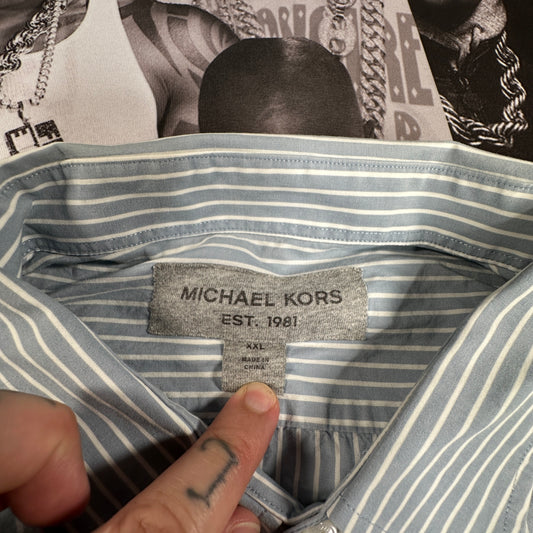 MICHAEL KORS
EST. 1981
XXL
MADE IN
CHINA